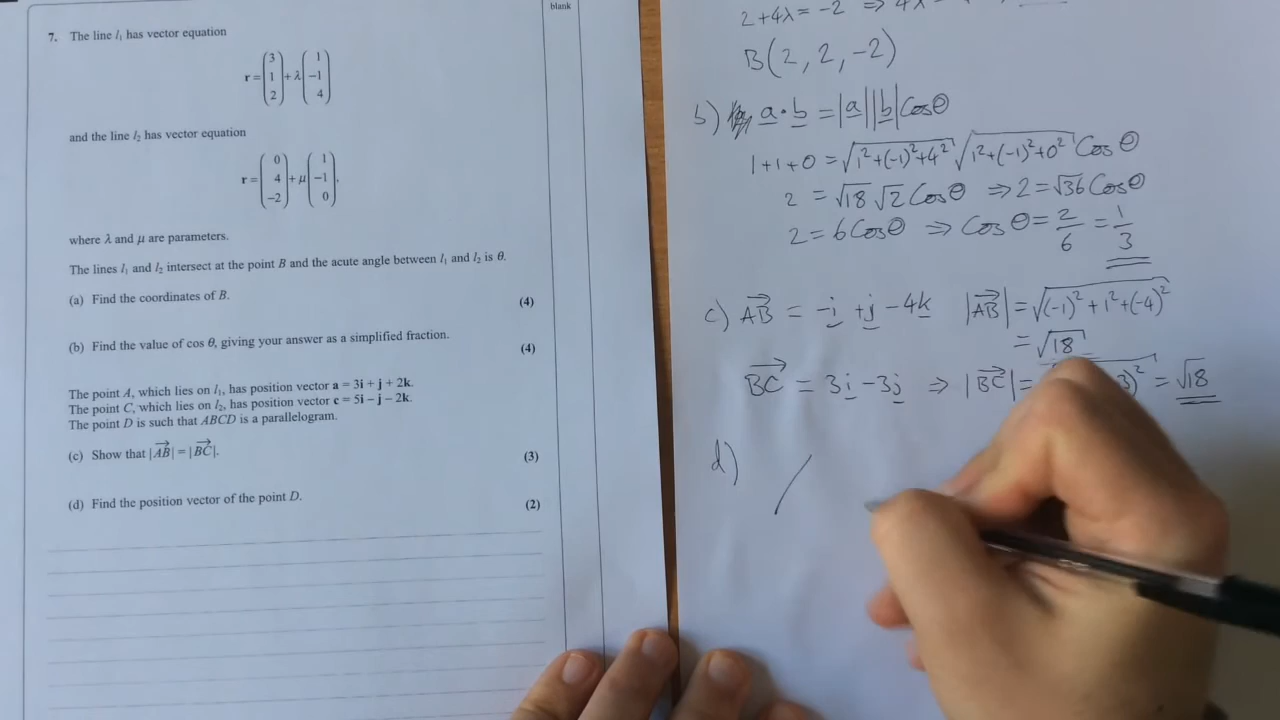 blank
7. The line l₁ has vector equation
r = (3 1 2) + λ (1 −1 4)
and the line l₂ has vector equation
r = (0 4 −2) + μ (1 −1 0),
where λ and μ are parameters.
The lines l₁ and l₂ intersect at the point B and the acute angle between l₁ and l₂ is θ.
(a) Find the coordinates of B.
(4)
(b) Find the value of cos θ, giving your answer as a simplified fraction.
(4)
The point A, which lies on l₁, has position vector a = 3i + j + 2k.
The point C, which lies on l₂, has position vector c = 5i − j − 2k.
The point D is such that ABCD is a parallelogram.
(c) Show that |AB→| = |BC→|.
(3)
(d) Find the position vector of the point D.
(2)
2+4λ = -2 ⇒ 4λ =
B(2, 2, -2)
b) a · b = |a||b| Cosθ
1+1+0 = √(1²+(-1)²+4²) √(1²+(-1)²+0²) Cosθ
2 = √18 √2 Cosθ ⇒ 2 = √36 Cosθ
2 = 6Cosθ ⇒ Cosθ = 2/6 = 1/3
c) AB→ = -i + j - 4k |AB→| = √((-1)² + 1² + (-4)²)
= √18
BC→ = 3i - 3j ⇒ |BC→| = 3)² = √18
d)